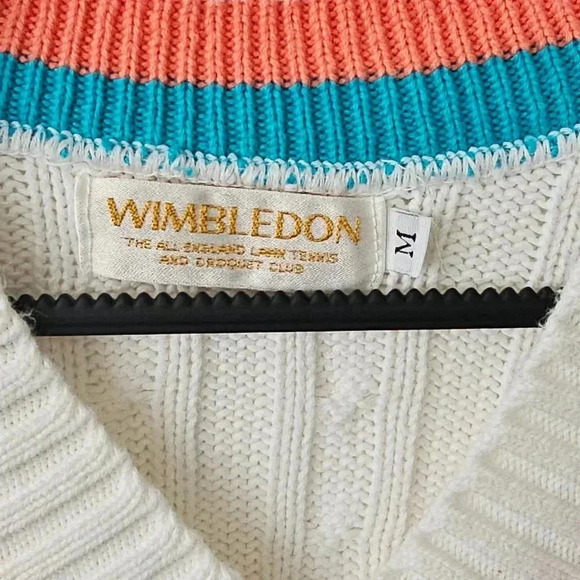 WIMBLEDON
THE ALL ENGLAND LAWN TENNIS
AND CROQUET CLUB
M